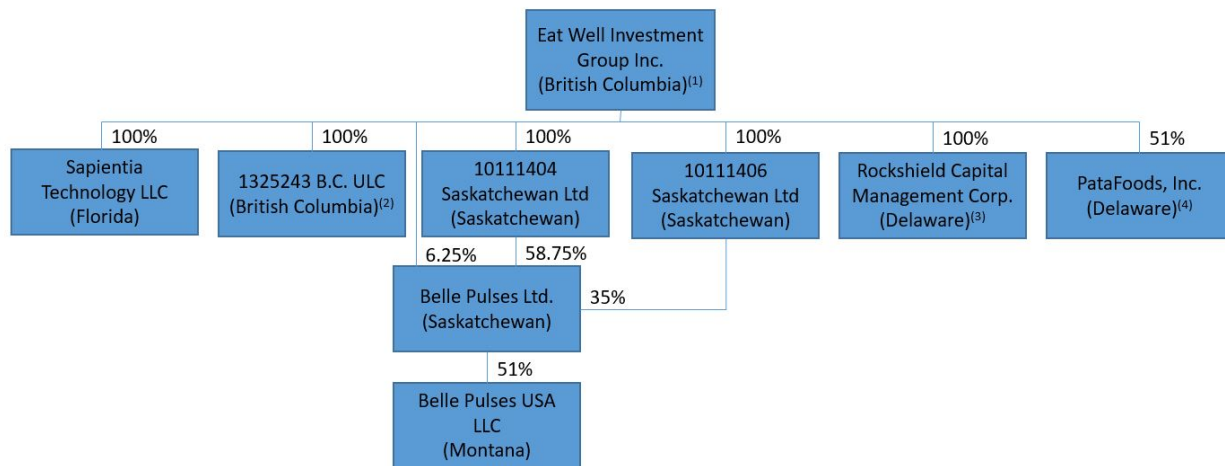 Eat Well Investment
Group Inc.
(British Columbia)(1)
100%
100%
100%
100%
100%
51%
Sapientia
Technology LLC
(Florida)
1325243 B.C. ULC
(British Columbia)(2)
10111404
Saskatchewan Ltd
(Saskatchewan)
10111406
Saskatchewan Ltd
(Saskatchewan)
Rockshield Capital
Management Corp.
(Delaware)(3)
PataFoods, Inc.
(Delaware)(4)
6.25%
58.75%
35%
Belle Pulses Ltd.
(Saskatchewan)
51%
Belle Pulses USA
LLC
(Montana)